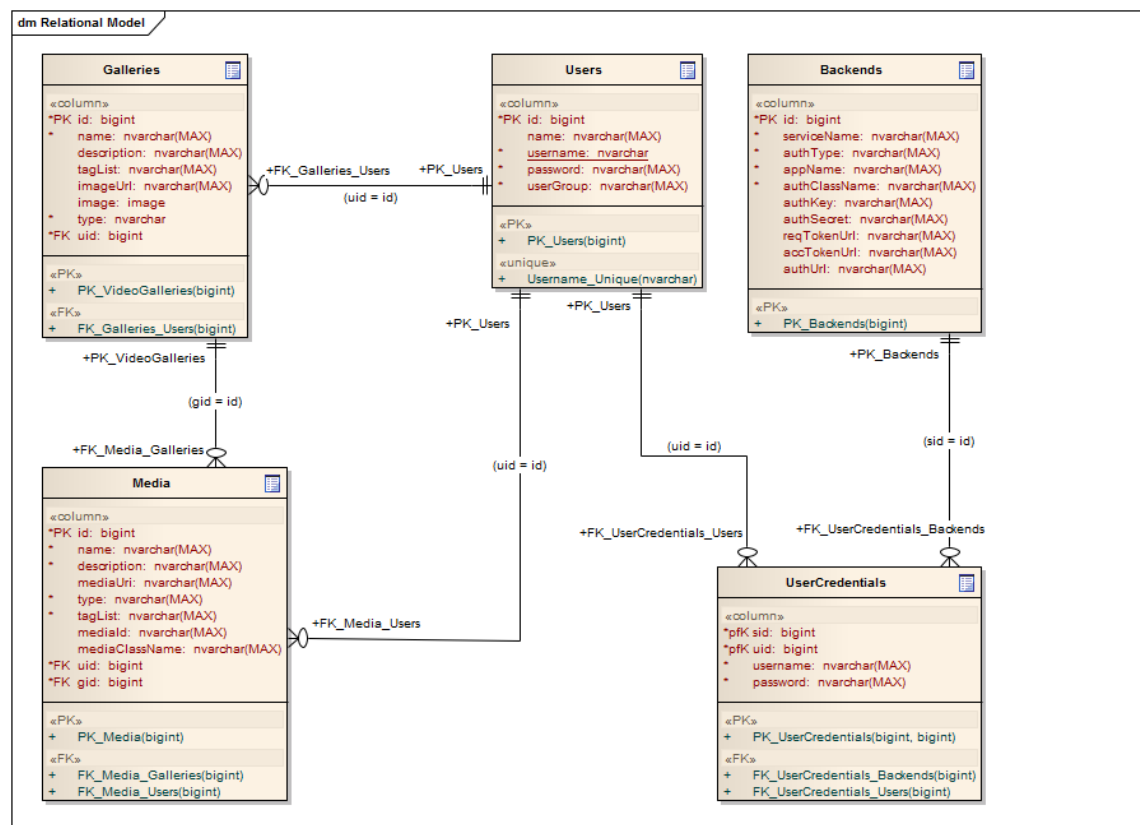 dm Relational Model
Galleries
«column»
*PK id: bigint
* name: nvarchar(MAX)
description: nvarchar(MAX)
tagList: nvarchar(MAX)
imageUrl: nvarchar(MAX)
image: image
* type: nvarchar
*FK uid: bigint
«PK»
+ PK_VideoGalleries(bigint)
«FK»
+ FK_Galleries_Users(bigint)
+FK_Galleries_Users
+PK_Users
(uid = id)
Users
«column»
*PK id: bigint
name: nvarchar(MAX)
* username: nvarchar
* password: nvarchar(MAX)
* userGroup: nvarchar(MAX)
«PK»
+ PK_Users(bigint)
«unique»
+ Username_Unique(nvarchar)
Backends
«column»
*PK id: bigint
* serviceName: nvarchar(MAX)
* authType: nvarchar(MAX)
* appName: nvarchar(MAX)
* authClassName: nvarchar(MAX)
authKey: nvarchar(MAX)
authSecret: nvarchar(MAX)
reqTokenUrl: nvarchar(MAX)
accTokenUrl: nvarchar(MAX)
authUrl: nvarchar(MAX)
«PK»
+ PK_Backends(bigint)
+PK_VideoGalleries
(gid = id)
+FK_Media_Galleries
+PK_Users
(uid = id)
+FK_Media_Users
+PK_Users
(uid = id)
+FK_UserCredentials_Users
+PK_Backends
(sid = id)
+FK_UserCredentials_Backends
Media
«column»
*PK id: bigint
* name: nvarchar(MAX)
* description: nvarchar(MAX)
mediaUri: nvarchar(MAX)
* type: nvarchar(MAX)
* tagList: nvarchar(MAX)
mediaId: nvarchar(MAX)
mediaClassName: nvarchar(MAX)
*FK uid: bigint
*FK gid: bigint
«PK»
+ PK_Media(bigint)
«FK»
+ FK_Media_Galleries(bigint)
+ FK_Media_Users(bigint)
UserCredentials
«column»
*pfK sid: bigint
*pfK uid: bigint
* username: nvarchar(MAX)
* password: nvarchar(MAX)
«PK»
+ PK_UserCredentials(bigint, bigint)
«FK»
+ FK_UserCredentials_Backends(bigint)
+ FK_UserCredentials_Users(bigint)